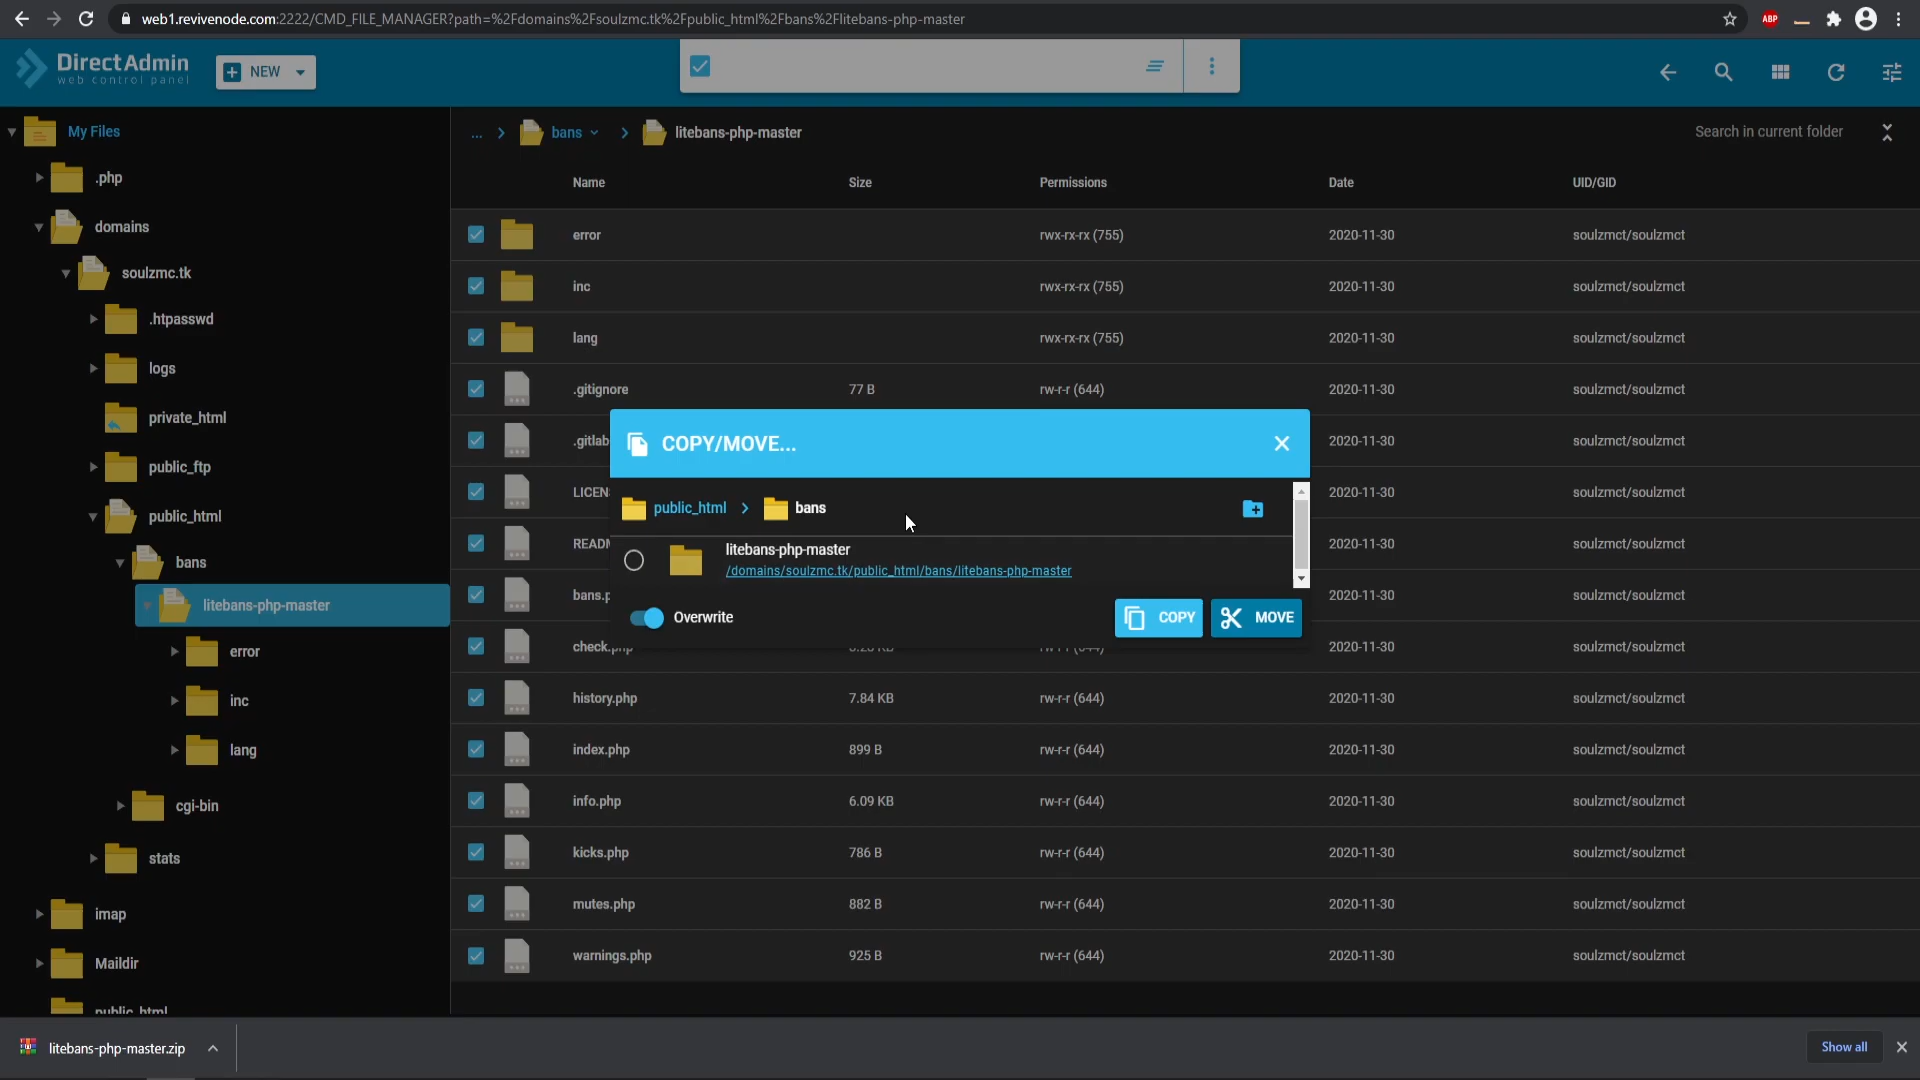 web1.revivenode.com:2222/CMD_FILE_MANAGER?path=%2Fdomains%2Fsoulzmc.tk%2Fpublic_html%2Fbans%2Flitebans-php-master
ABP
DirectAdmin
web control panel
NEW
My Files
.php
domains
soulzmc.tk
.htpasswd
logs
private_html
public_ftp
public_html
bans
litebans-php-master
error
inc
lang
cgi-bin
stats
imap
Maildir
public_html
... > bans > litebans-php-master
Search in current folder
Name Size Permissions Date UID/GID
error rwx-rx-rx (755) 2020-11-30 soulzmct/soulzmct
inc rwx-rx-rx (755) 2020-11-30 soulzmct/soulzmct
lang rwx-rx-rx (755) 2020-11-30 soulzmct/soulzmct
.gitignore 77 B rw-r-r (644) 2020-11-30 soulzmct/soulzmct
.gitlab 2020-11-30 soulzmct/soulzmct
LICEN 2020-11-30 soulzmct/soulzmct
READM 2020-11-30 soulzmct/soulzmct
bans.p 2020-11-30 soulzmct/soulzmct
check.php rw-r-r (644) 2020-11-30 soulzmct/soulzmct
history.php 7.84 KB rw-r-r (644) 2020-11-30 soulzmct/soulzmct
index.php 899 B rw-r-r (644) 2020-11-30 soulzmct/soulzmct
info.php 6.09 KB rw-r-r (644) 2020-11-30 soulzmct/soulzmct
kicks.php 786 B rw-r-r (644) 2020-11-30 soulzmct/soulzmct
mutes.php 882 B rw-r-r (644) 2020-11-30 soulzmct/soulzmct
warnings.php 925 B rw-r-r (644) 2020-11-30 soulzmct/soulzmct
COPY/MOVE...
public_html > bans
litebans-php-master
/domains/soulzmc.tk/public_html/bans/litebans-php-master
Overwrite
COPY
MOVE
litebans-php-master.zip
Show all